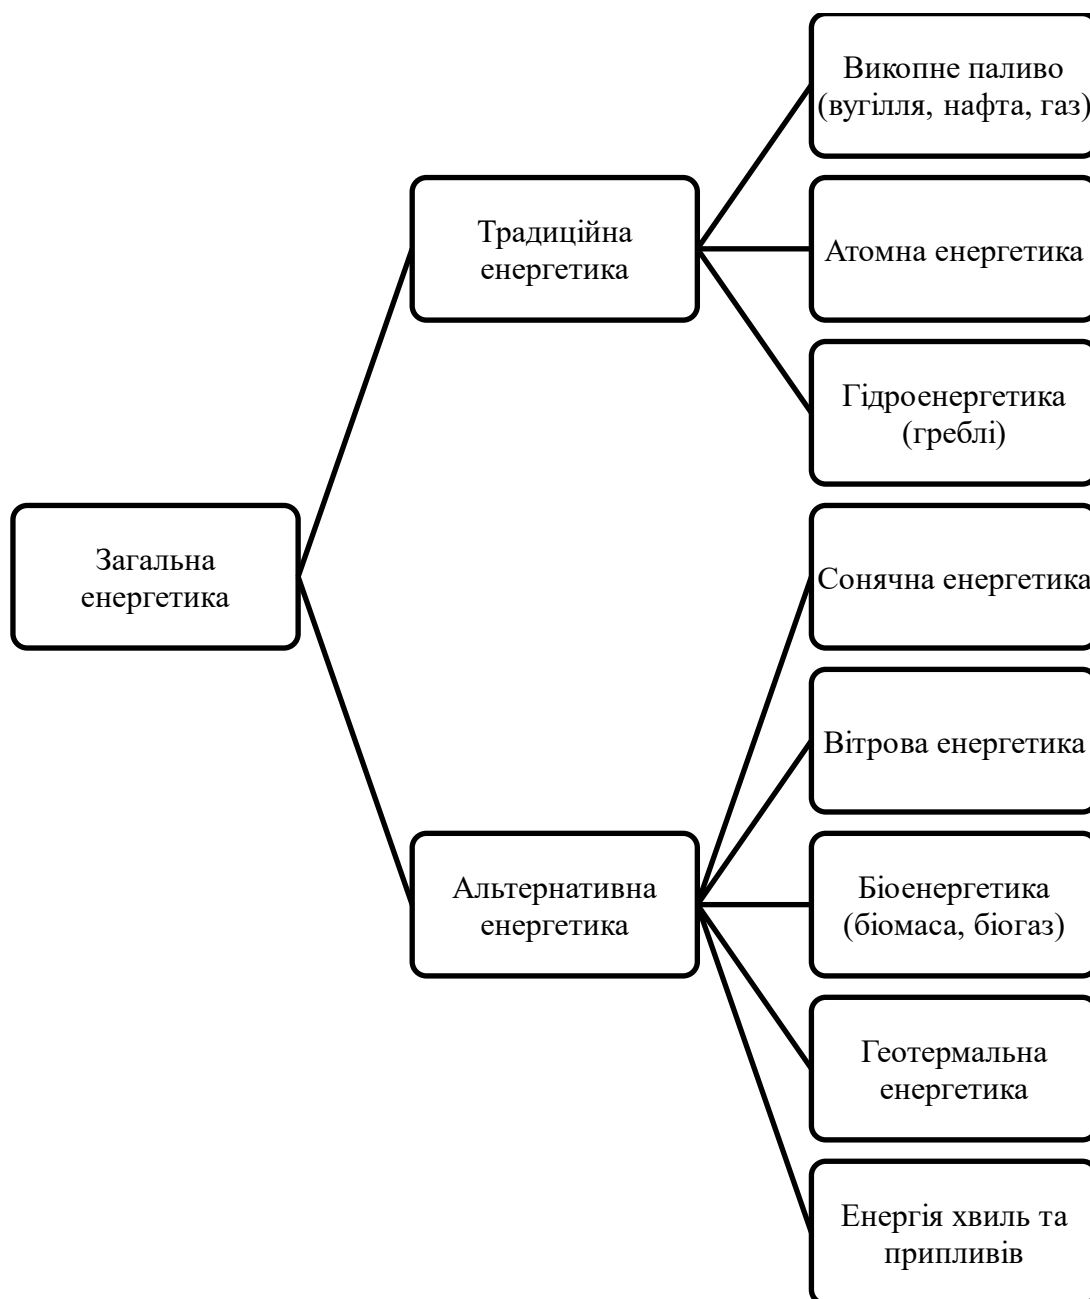 Викопне паливо
(вугілля, нафта, газ)
Традиційна
енергетика
Атомна енергетика
Гідроенергетика
(греблі)
Загальна
енергетика
Сонячна енергетика
Вітрова енергетика
Альтернативна
енергетика
Біоенергетика
(біомаса, біогаз)
Геотермальна
енергетика
Енергія хвиль та
припливів